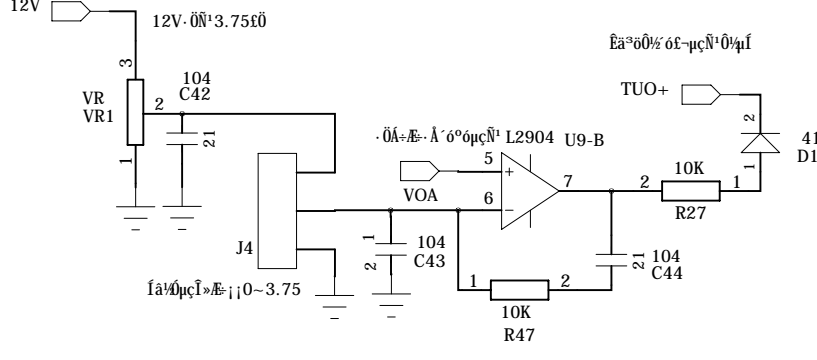 12V
12V·ÖÑ¹3.75£Ö
3
VR
VR1
2
104
C42
21
1
J4
Íâ½ÓµçÎ»Æ÷¡¡0~3.75
1
104
2
C43
·ÖÁ÷Æ÷·Å´óºóµçÑ¹
L2904
U9-B
5
+
VOA
6
−
7
1
2
10K
R47
21
104
C44
2
10K
1
R27
Êä³öÔ½´ó£¬µçÑ¹Ô½µÍ
TUO+
2
1
41
D1